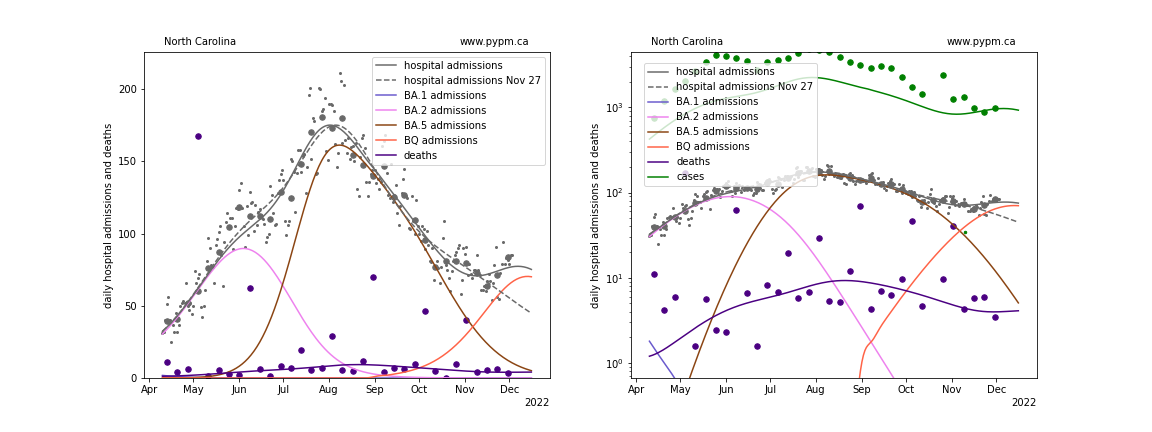 North Carolina www.pypm.ca
daily hospital admissions and deaths
200
150
100
50
0
hospital admissions
hospital admissions Nov 27
BA.1 admissions
BA.2 admissions
BA.5 admissions
BQ admissions
deaths
Apr May Jun Jul Aug Sep Oct Nov Dec
2022
North Carolina www.pypm.ca
daily hospital admissions and deaths
10³
10²
10¹
10⁰
hospital admissions
hospital admissions Nov 27
BA.1 admissions
BA.2 admissions
BA.5 admissions
BQ admissions
deaths
cases
Apr May Jun Jul Aug Sep Oct Nov Dec
2022